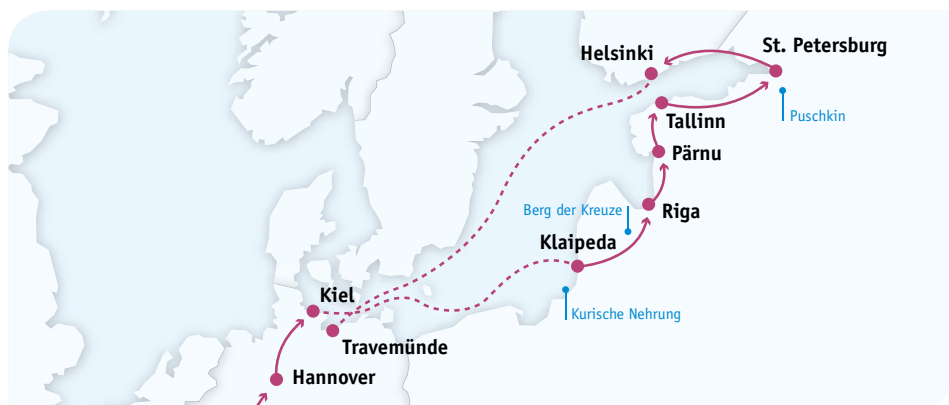 St. Petersburg
Helsinki
Puschkin
Tallinn
Pärnu
Berg der Kreuze
Riga
Klaipeda
Kiel
Kurische Nehrung
Travemünde
Hannover